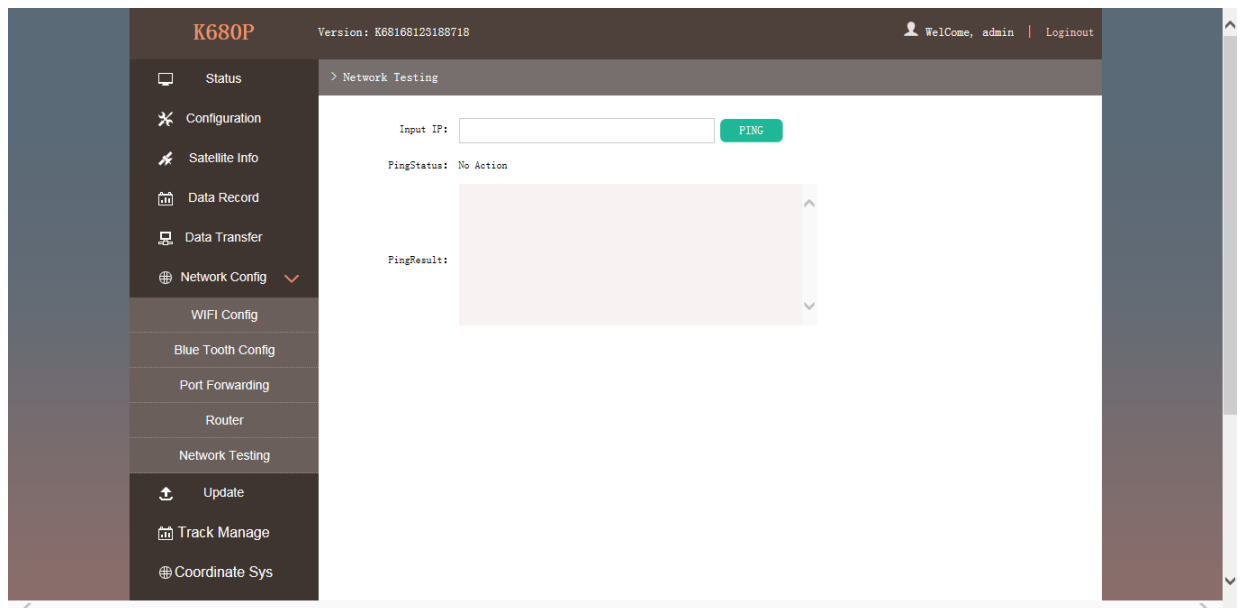 K680P
Version: K68168123188718
WelCome, admin | Loginout
Status
Configuration
Satellite Info
Data Record
Data Transfer
Network Config
WIFI Config
Blue Tooth Config
Port Forwarding
Router
Network Testing
Update
Track Manage
Coordinate Sys
> Network Testing
Input IP:
PING
PingStatus: No Action
PingResult: